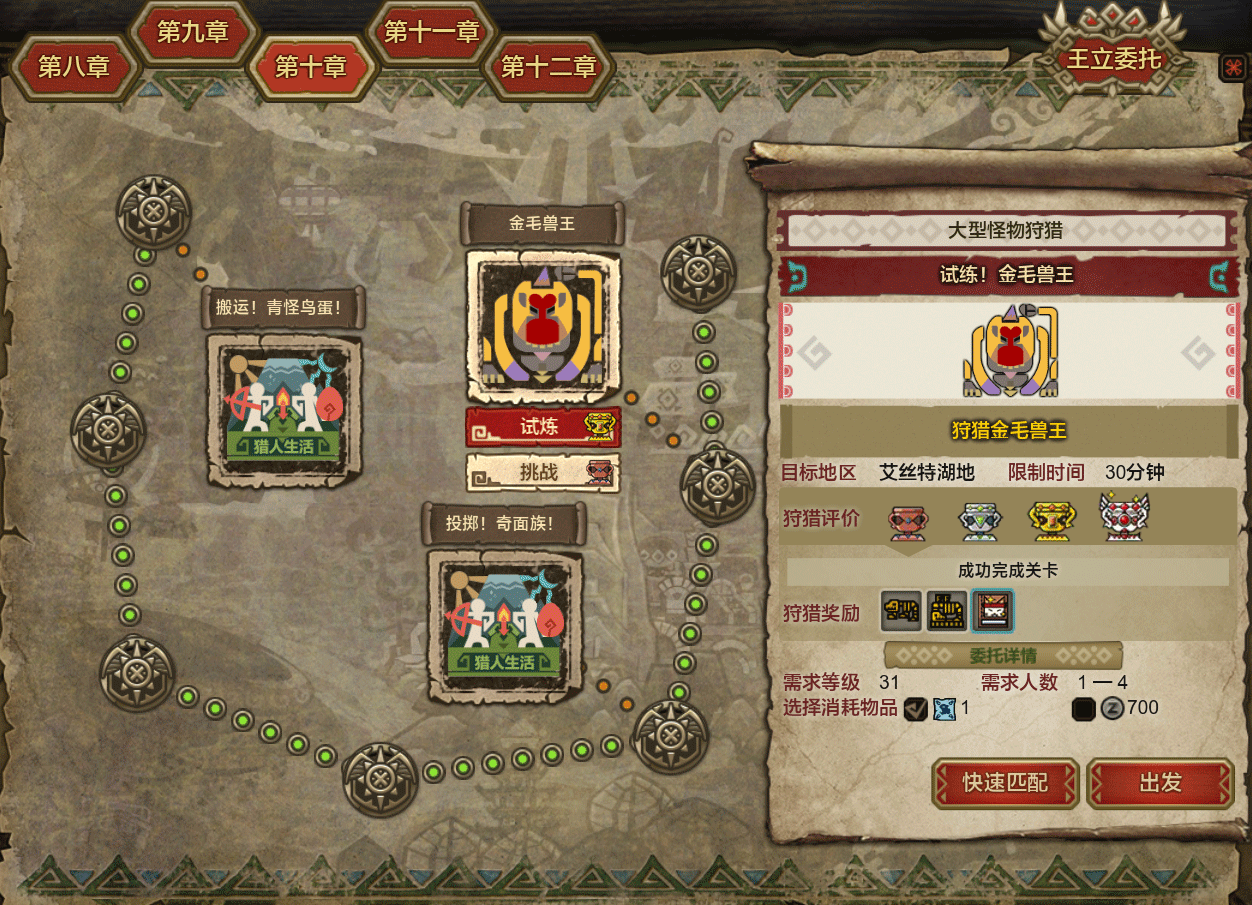 第八章
第九章
第十章
第十一章
第十二章
王立委托
搬运！青怪鸟蛋！
猎人生活
金毛兽王
试炼
挑战
投掷！奇面族！
猎人生活
大型怪物狩猎
试练！金毛兽王
狩猎金毛兽王
目标地区 艾丝特湖地 限制时间 30分钟
狩猎评价
成功完成关卡
狩猎奖励
委托详情
需求等级 31 需求人数 1 — 4
选择消耗物品 1 Z 700
快速匹配
出发